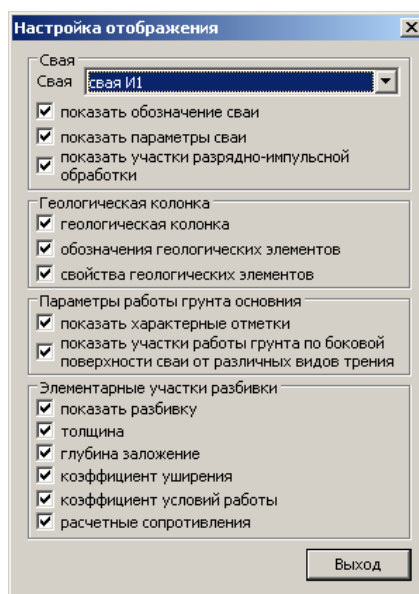 Настройка отображения
Свая
Свая свая И1
показать обозначение сваи
показать параметры сваи
показать участки разрядно-импульсной
обработки
Геологическая колонка
геологическая колонка
обозначения геологических элементов
свойства геологических элементов
Параметры работы грунта основния
показать характерные отметки
показать участки работы грунта по боковой
поверхности сваи от различных видов трения
Элементарные участки разбивки
показать разбивку
толщина
глубина заложение
коэффициент уширения
коэффициент условий работы
расчетные сопротивления
Выход